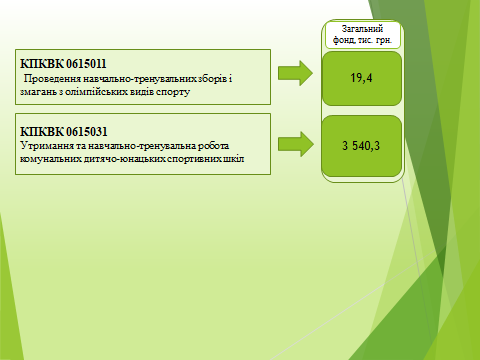 Загальний
фонд, тис. грн.
КПКВК 0615011
Проведення навчально-тренувальних зборів і
змагань з олімпійських видів спорту
19,4
КПКВК 0615031
Утримання та навчально-тренувальна робота
комунальних дитячо-юнацьких спортивних шкіл
3 540,3